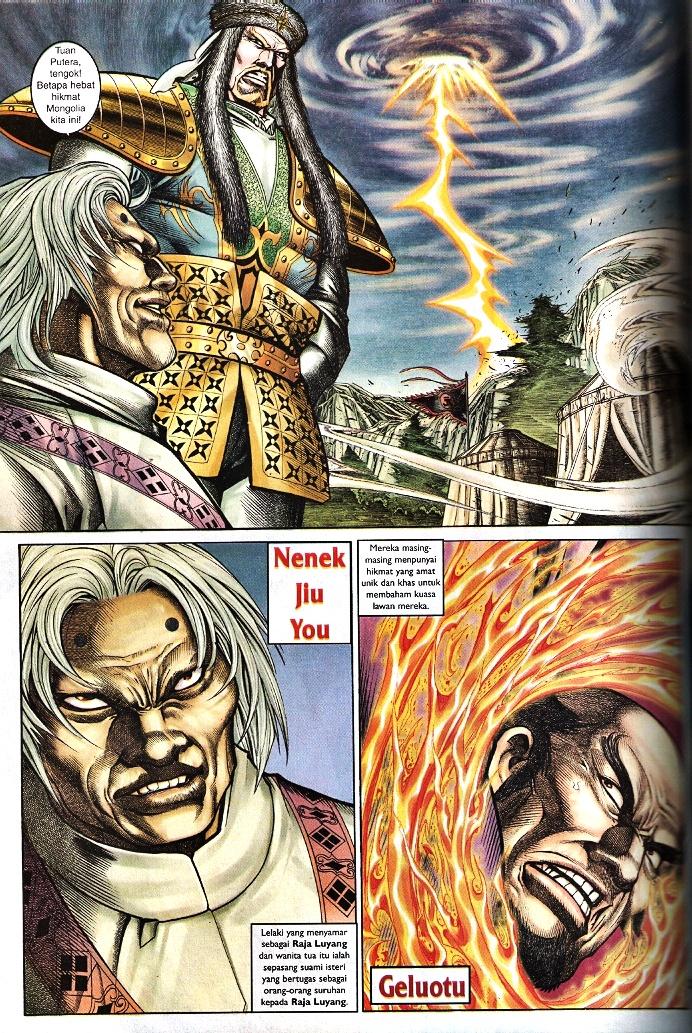 Tuan
Putera,
tengok!
Betapa hebat
hikmat
Mongolia
kita ini!
Nenek
Jiu
You
Mereka masing-
masing menpunyai
hikmat yang amat
unik dan khas untuk
membaham kuasa
lawan mereka.
Lelaki yang menyamar
sebagai Raja Luyang
dan wanita tua itu ialah
sepasang suami isteri
yang bertugas sebagai
orang-orang suruhan
kepada Raja Luyang.
Geluotu